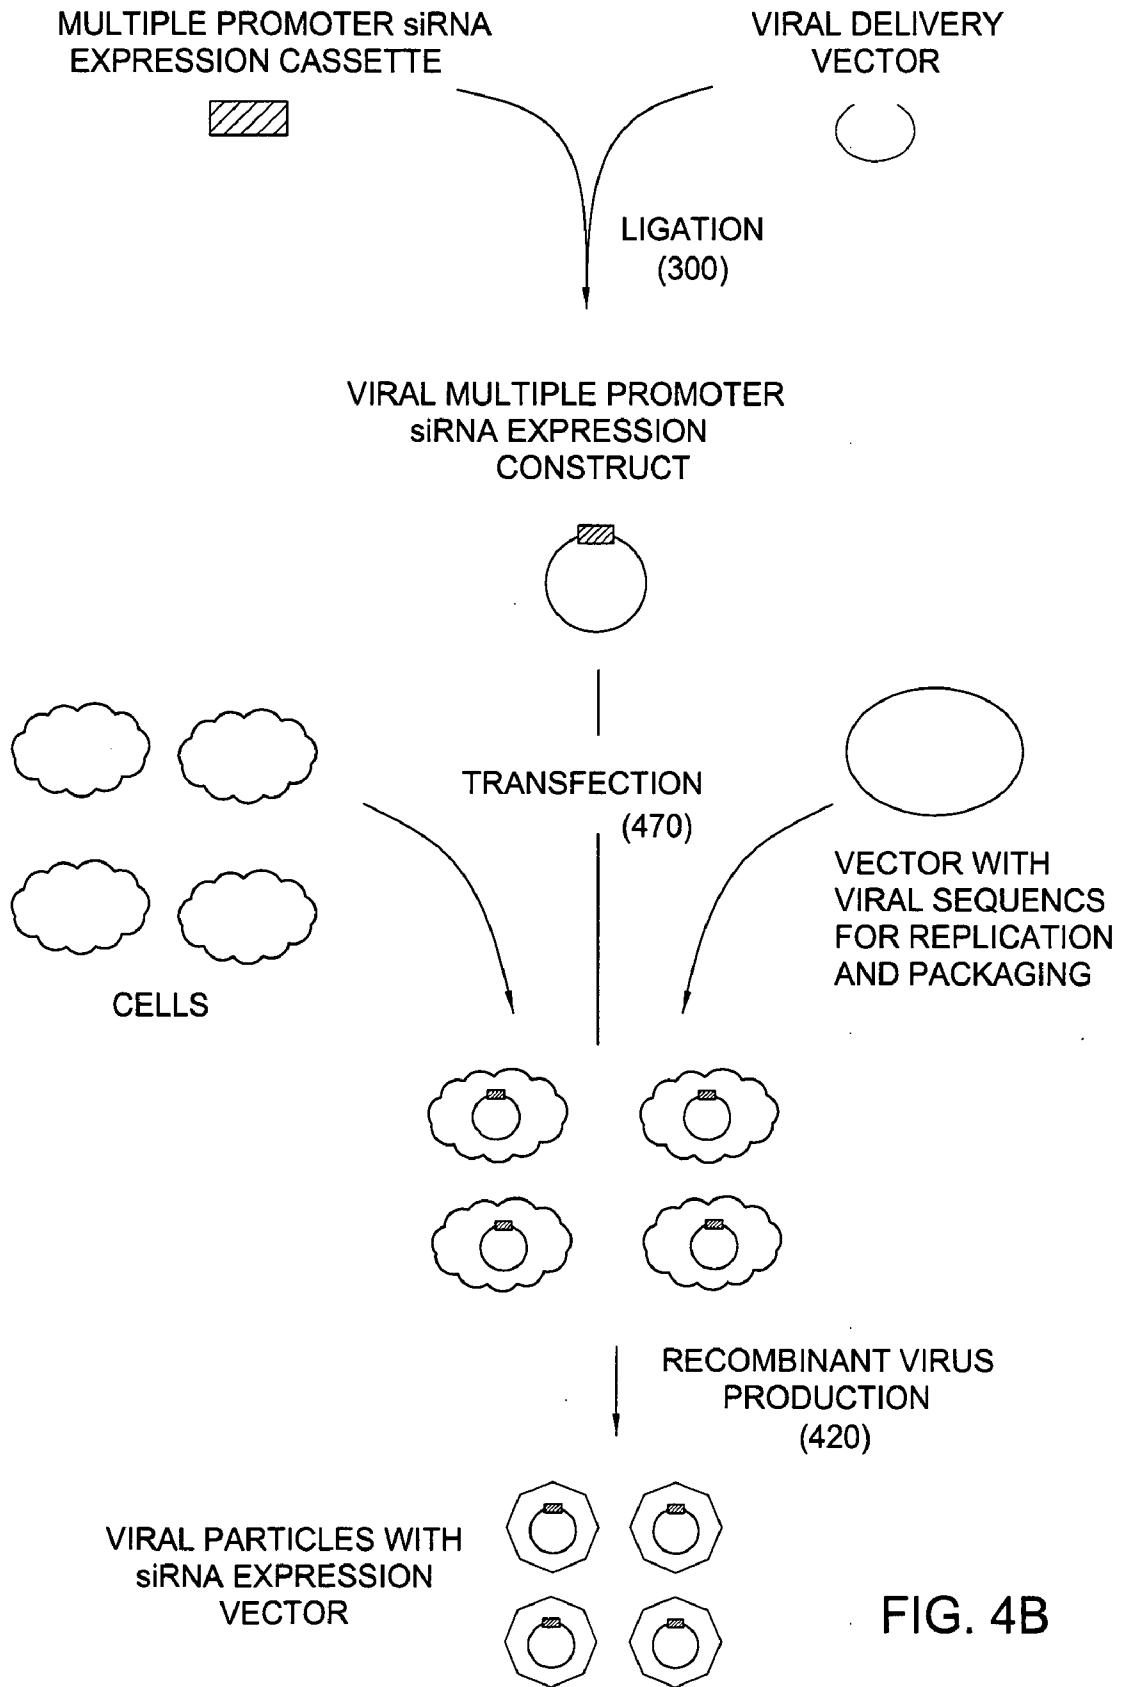 MULTIPLE PROMOTER siRNA
EXPRESSION CASSETTE
VIRAL DELIVERY
VECTOR
LIGATION
(300)
VIRAL MULTIPLE PROMOTER
siRNA EXPRESSION
CONSTRUCT
TRANSFECTION
(470)
CELLS
VECTOR WITH
VIRAL SEQUENCS
FOR REPLICATION
AND PACKAGING
RECOMBINANT VIRUS
PRODUCTION
(420)
VIRAL PARTICLES WITH
siRNA EXPRESSION
VECTOR
FIG. 4B